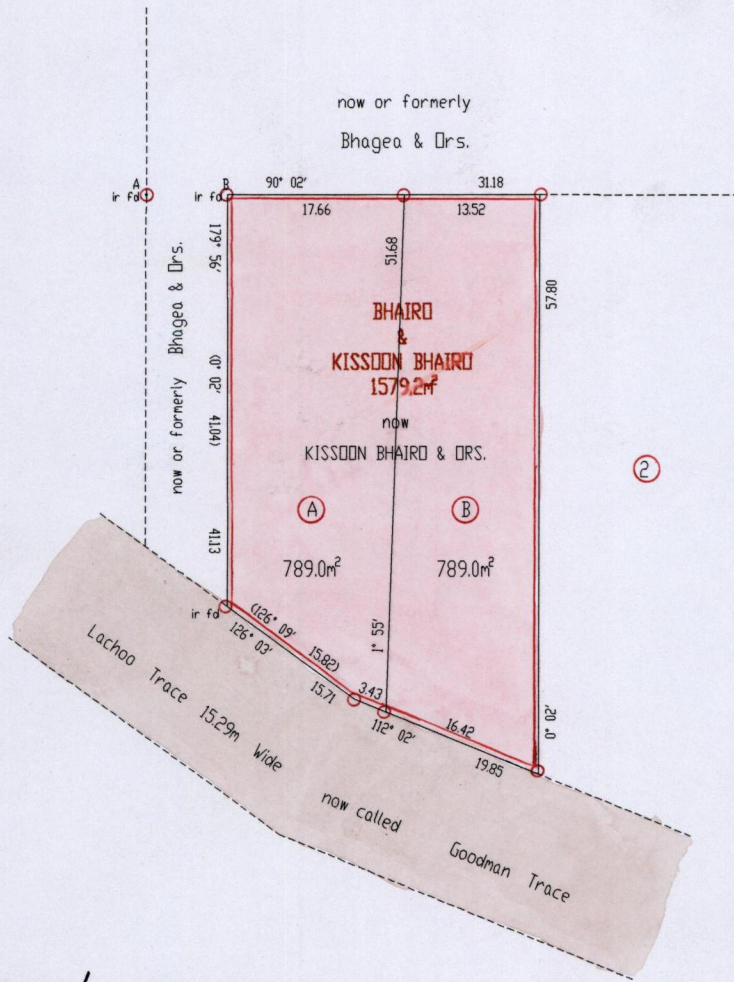 now or formerly
Bhagea & Ors.
A
ir fd
B
ir fd
90° 02'
31.18
17.66
13.52
179° 56'
(0° 02' 41.04)
41.13
now or formerly Bhagea & Ors.
51.68
57.80
BHAIRO
&
KISSOON BHAIRO
1579.2m²
now
KISSOON BHAIRO & ORS.
2
A
B
789.0m²
789.0m²
ir fd
(126° 09' 15.82)
126° 03'
15.71
1° 55'
3.43
112° 02'
16.42
19.85
0° 02'
Lachoo Trace 15.29m Wide
now called Goodman Trace